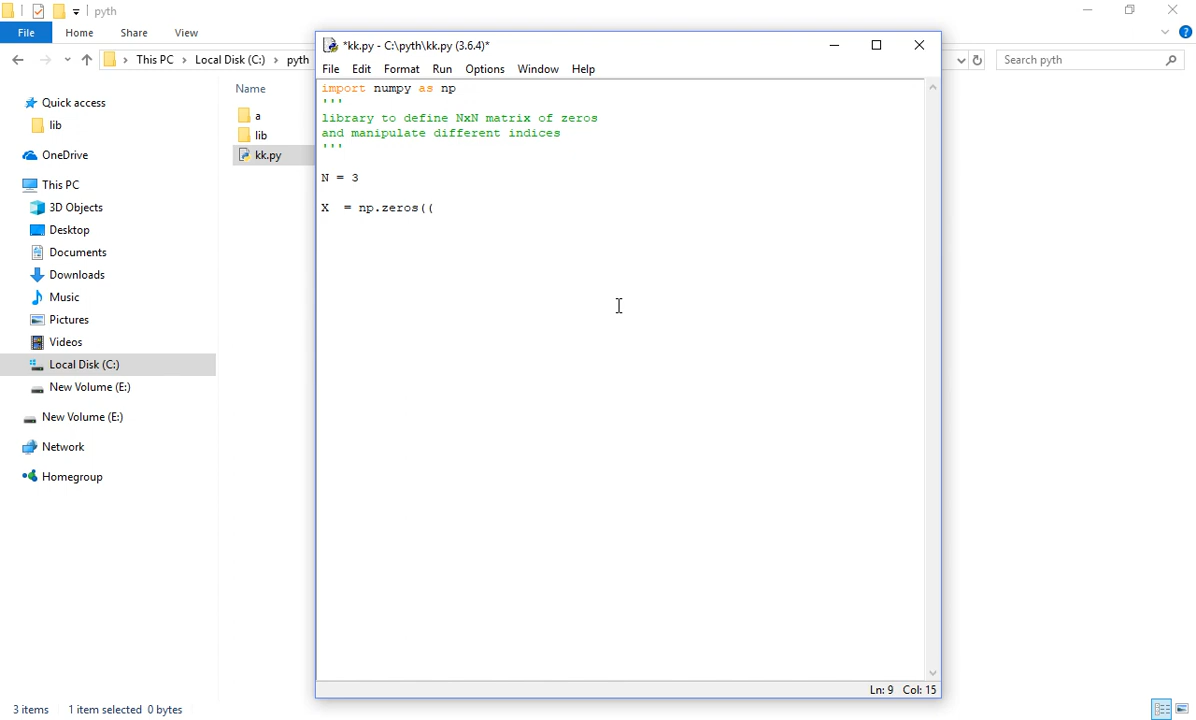 pyth
File Home Share View
This PC > Local Disk (C:) > pyth
Search pyth
Quick access
lib
OneDrive
This PC
3D Objects
Desktop
Documents
Downloads
Music
Pictures
Videos
Local Disk (C:)
New Volume (E:)
New Volume (E:)
Network
Homegroup
Name
a
lib
kk.py
3 items 1 item selected 0 bytes
*kk.py - C:\pyth\kk.py (3.6.4)*
File Edit Format Run Options Window Help
import numpy as np
'''
library to define NxN matrix of zeros
and manipulate different indices
'''
N = 3
X  = np.zeros((
Ln: 9 Col: 15